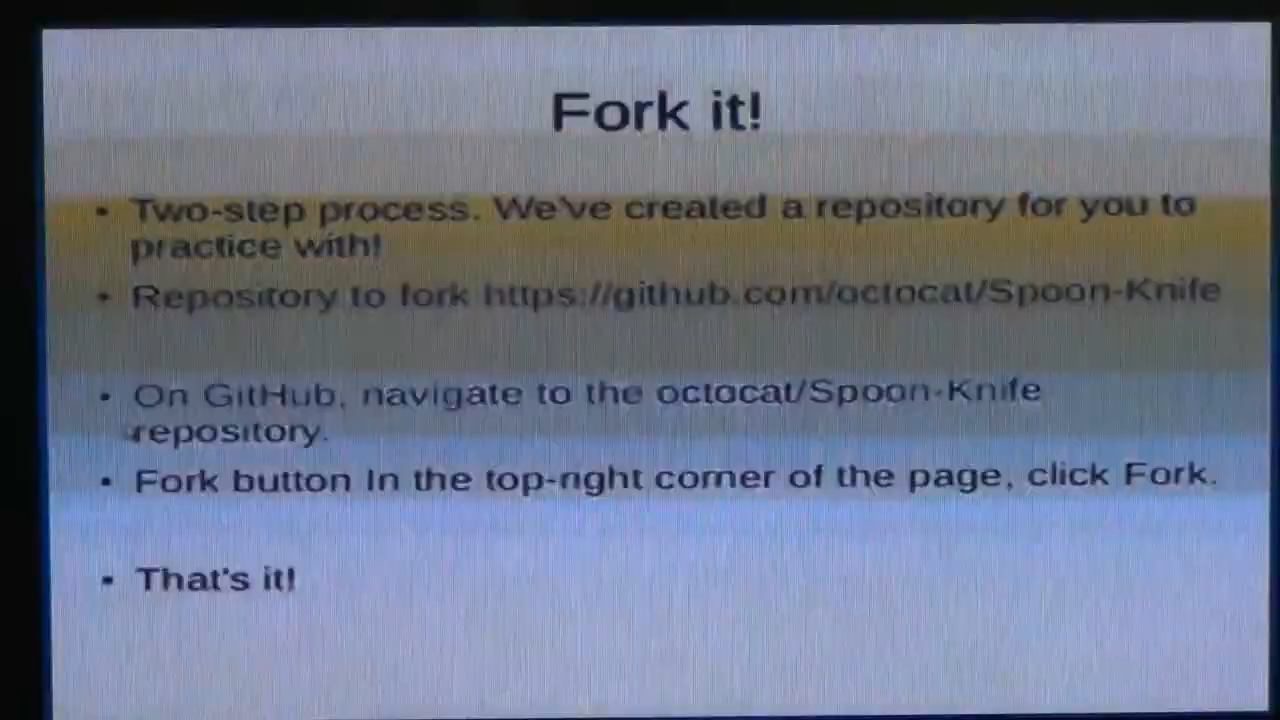 Fork it!
• Two-step process. We've created a repository for you to
practice with!
• Repository to fork https://github.com/octocat/Spoon-Knife
• On GitHub, navigate to the octocat/Spoon-Knife
repository.
• Fork button In the top-right corner of the page, click Fork.
• That's it!